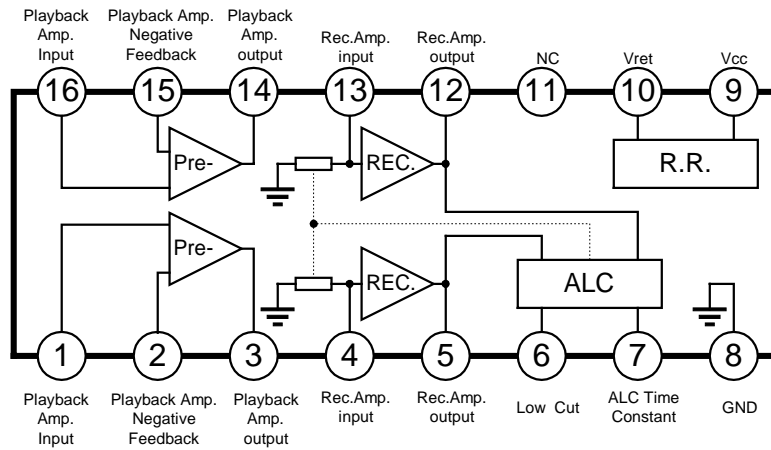 Playback
Amp.
Input
Playback Amp.
Negative
Feedback
Playback
Amp.
output
Rec.Amp.
input
Rec.Amp.
output
NC
Vret
Vcc
16
15
14
13
12
11
10
9
Pre-
REC.
R.R.
Pre-
REC.
ALC
1
2
3
4
5
6
7
8
Playback
Amp.
Input
Playback Amp.
Negative
Feedback
Playback
Amp.
output
Rec.Amp.
input
Rec.Amp.
output
Low Cut
ALC Time
Constant
GND